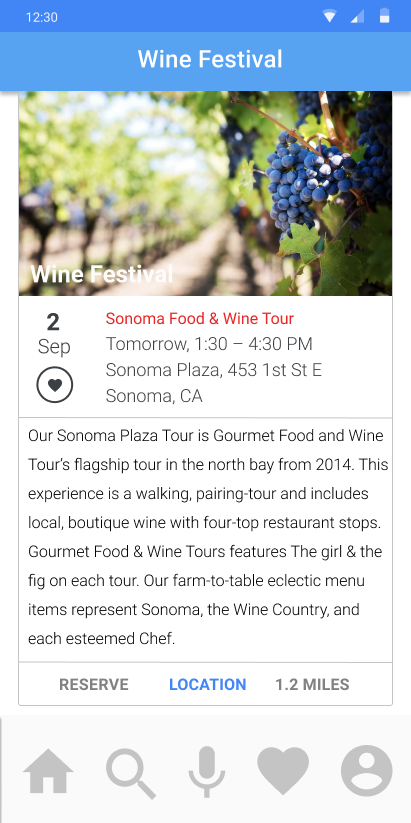 12:30
Wine Festival
Wine Festival
2
Sep
Sonoma Food & Wine Tour
Tomorrow, 1:30 – 4:30 PM
Sonoma Plaza, 453 1st St E
Sonoma, CA
Our Sonoma Plaza Tour is Gourmet Food and Wine
Tour’s flagship tour in the north bay from 2014. This
experience is a walking, pairing-tour and includes
local, boutique wine with four-top restaurant stops.
Gourmet Food & Wine Tours features The girl & the
fig on each tour. Our farm-to-table eclectic menu
items represent Sonoma, the Wine Country, and
each esteemed Chef.
RESERVE LOCATION 1.2 MILES